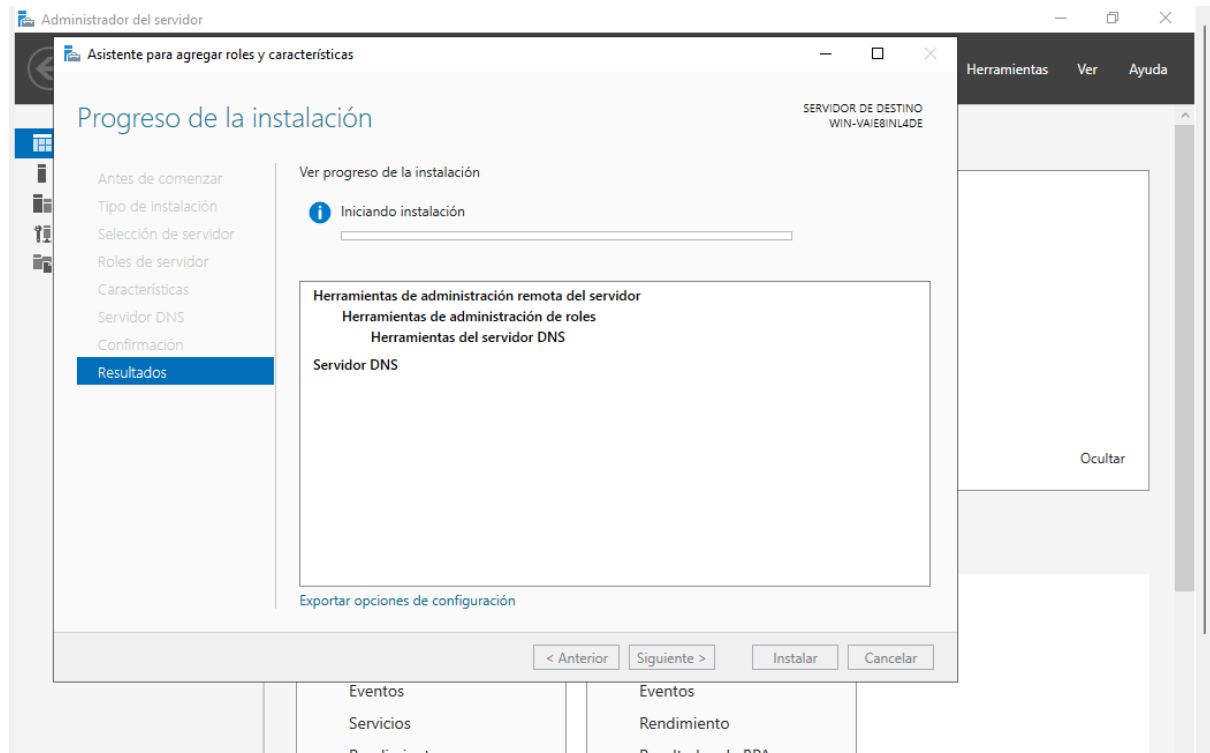 Administrador del servidor
Asistente para agregar roles y características
Herramientas Ver Ayuda
Progreso de la instalación
SERVIDOR DE DESTINO
WIN-VAIE8INL4DE
Antes de comenzar
Tipo de instalación
Selección de servidor
Roles de servidor
Características
Servidor DNS
Confirmación
Resultados
Ver progreso de la instalación
Iniciando instalación
Herramientas de administración remota del servidor
Herramientas de administración de roles
Herramientas del servidor DNS
Servidor DNS
Exportar opciones de configuración
Ocultar
< Anterior Siguiente > Instalar Cancelar
Eventos Eventos
Servicios Rendimiento